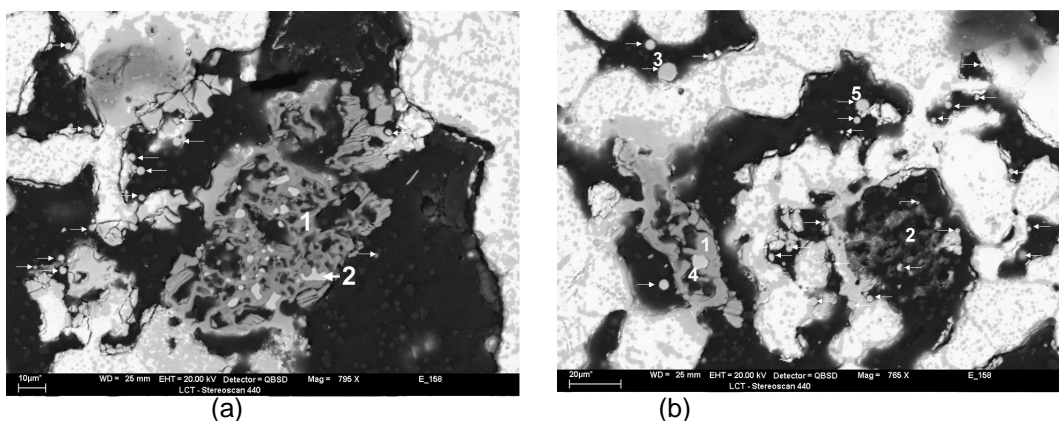 1
2
10µm*
WD = 25 mm EHT = 20.00 kV Detector = QBSD Mag = 795 X E_158
LCT - Stereoscan 440
(a)
3
5
1
2
4
20µm*
WD = 25 mm EHT = 20.00 kV Detector = QBSD Mag = 765 X E_158
LCT - Stereoscan 440
(b)